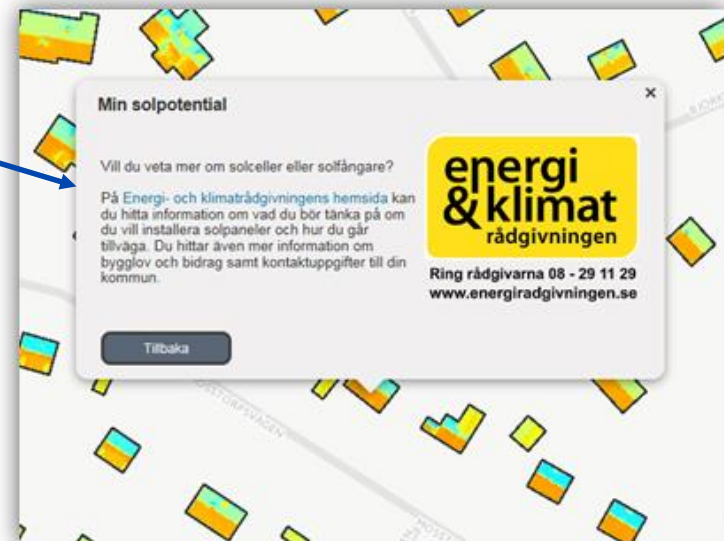 Min solpotential
×
Vill du veta mer om solceller eller solfångare?
På Energi- och klimatrådgivningens hemsida kan
du hitta information om vad du bör tänka på om
du vill installera solpaneler och hur du går
tillväga. Du hittar även mer information om
bygglov och bidrag samt kontaktuppgifter till din
kommun.
energi
& klimat
rådgivningen
Ring rådgivarna 08 - 29 11 29
www.energiradgivningen.se
Tillbaka
MOSSTORPSVÄGEN